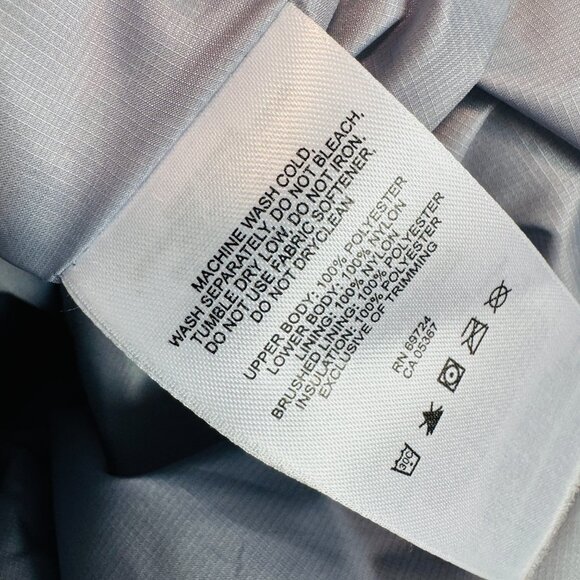 MACHINE WASH COLD,
WASH SEPARATELY, DO NOT BLEACH.
TUMBLE DRY LOW, DO NOT IRON.
DO NOT USE FABRIC SOFTENER.
DO NOT DRYCLEAN
UPPER BODY: 100% POLYESTER
LOWER BODY: 100% NYLON
LINING: 100% NYLON
BRUSHED LINING: 100% POLYESTER
INSULATION: 100% POLYESTER
EXCLUSIVE OF TRIMMING
RN 69724
CA 05367
30C